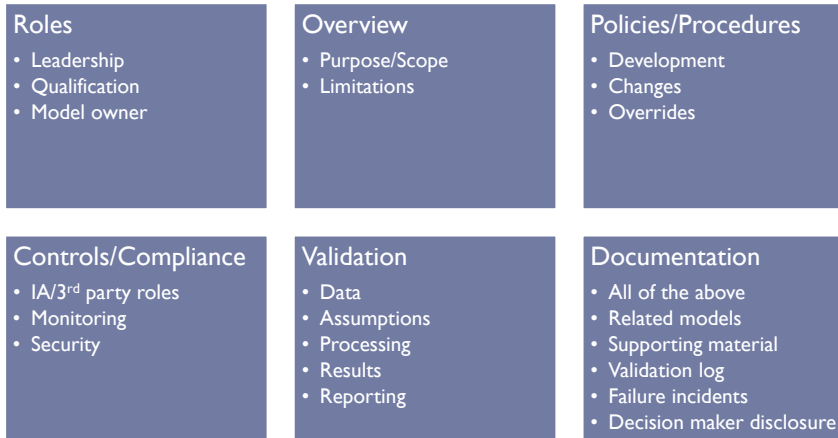 Roles
• Leadership
• Qualification
• Model owner
Overview
• Purpose/Scope
• Limitations
Policies/Procedures
• Development
• Changes
• Overrides
Controls/Compliance
• IA/3rd party roles
• Monitoring
• Security
Validation
• Data
• Assumptions
• Processing
• Results
• Reporting
Documentation
• All of the above
• Related models
• Supporting material
• Validation log
• Failure incidents
• Decision maker disclosure